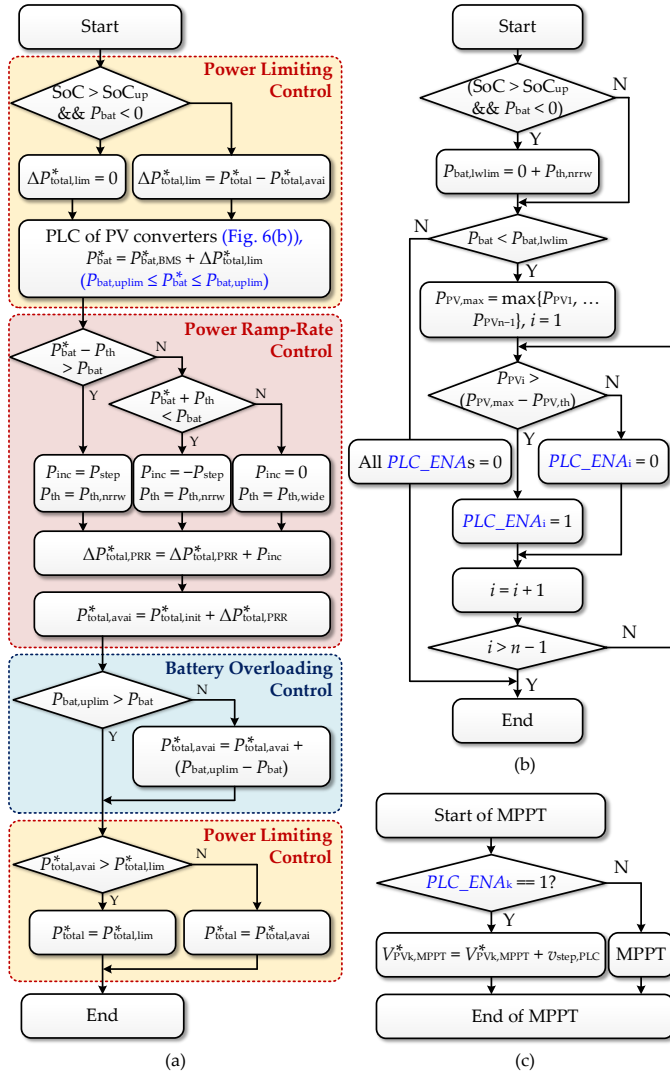 Start
Power Limiting
Control
SoC > SoCup
&& Pbat < 0
ΔP*total,lim = 0
ΔP*total,lim = P*total − P*total,avai
PLC of PV converters (Fig. 6(b)),
P*bat = P*bat,BMS + ΔP*total,lim
(Pbat,uplim ≤ P*bat ≤ Pbat,uplim)
Power Ramp-Rate
Control
P*bat − Pth
> Pbat
N
Y
P*bat + Pth
< Pbat
N
Y
Pinc = Pstep
Pth = Pth,nrrw
Pinc = −Pstep
Pth = Pth,nrrw
Pinc = 0
Pth = Pth,wide
ΔP*total,PRR = ΔP*total,PRR + Pinc
P*total,avai = P*total,init + ΔP*total,PRR
Battery Overloading
Control
Pbat,uplim > Pbat
N
Y
P*total,avai = P*total,avai +
(Pbat,uplim − Pbat)
Power Limiting
Control
P*total,avai > P*total,lim
N
Y
P*total = P*total,lim
P*total = P*total,avai
End
(a)
Start
(SoC > SoCup
&& Pbat < 0)
N
Y
Pbat,lwlim = 0 + Pth,nrrw
N
Pbat < Pbat,lwlim
Y
PPV,max = max{PPV1, …
PPVn−1}, i = 1
PPVi >
(PPV,max − PPV,th)
N
Y
All PLC_ENAs = 0
PLC_ENAi = 0
PLC_ENAi = 1
i = i + 1
i > n − 1
N
Y
End
(b)
Start of MPPT
PLC_ENAk == 1?
N
Y
V*PVk,MPPT = V*PVk,MPPT + vstep,PLC
MPPT
End of MPPT
(c)